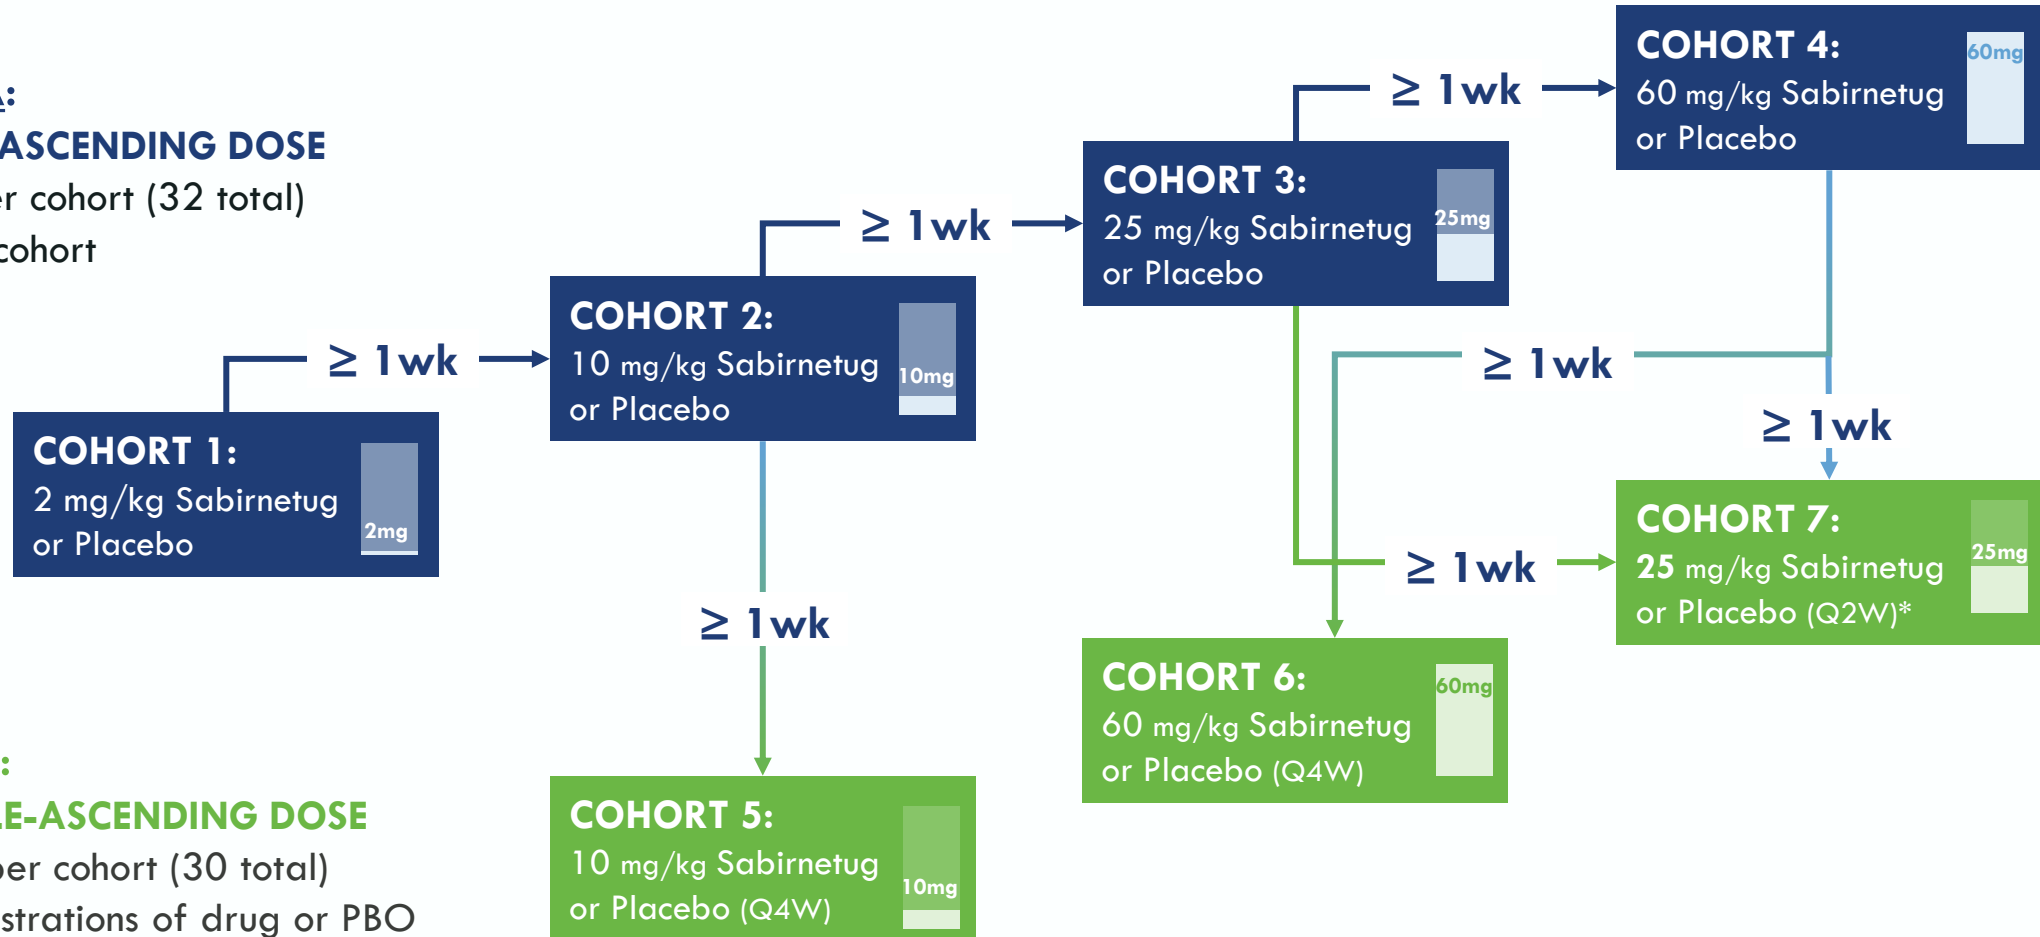 :
ASCENDING DOSE
er cohort (32 total)
cohort
COHORT 1:
2 mg/kg Sabirnetug
or Placebo
2mg
≥ 1wk
COHORT 2:
10 mg/kg Sabirnetug
or Placebo
10mg
≥ 1wk
COHORT 3:
25 mg/kg Sabirnetug
or Placebo
25mg
≥ 1wk
COHORT 4:
60 mg/kg Sabirnetug
or Placebo
60mg
≥ 1wk
≥ 1wk
≥ 1wk
≥ 1wk
:
LE-ASCENDING DOSE
per cohort (30 total)
strations of drug or PBO
COHORT 5:
10 mg/kg Sabirnetug
or Placebo (Q4W)
10mg
COHORT 6:
60 mg/kg Sabirnetug
or Placebo (Q4W)
60mg
COHORT 7:
25 mg/kg Sabirnetug
or Placebo (Q2W)*
25mg